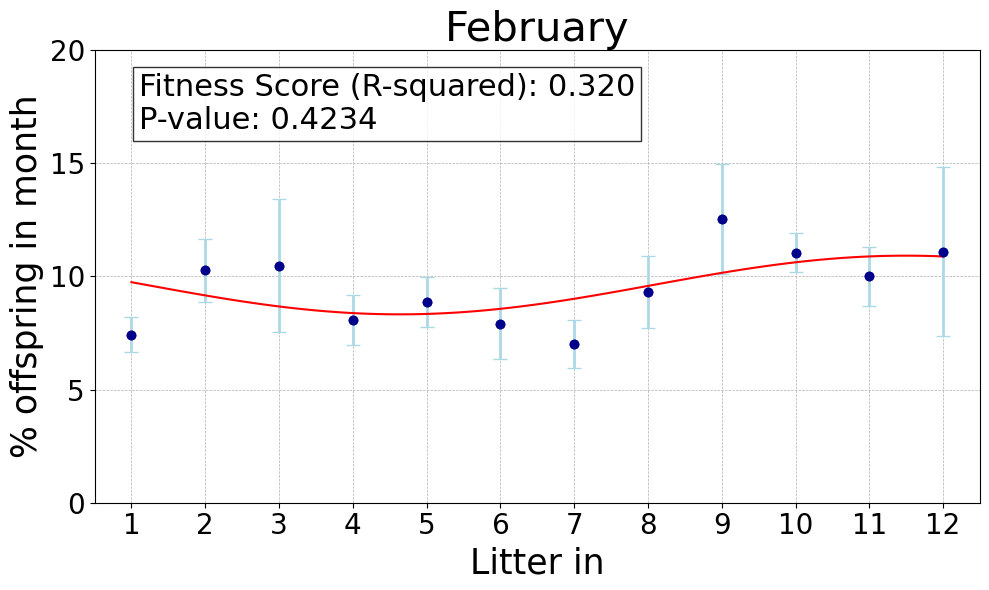 February
Fitness Score (R-squared): 0.320
P-value: 0.4234
% offspring in month
20
15
10
5
0
1 2 3 4 5 6 7 8 9 10 11 12
Litter in